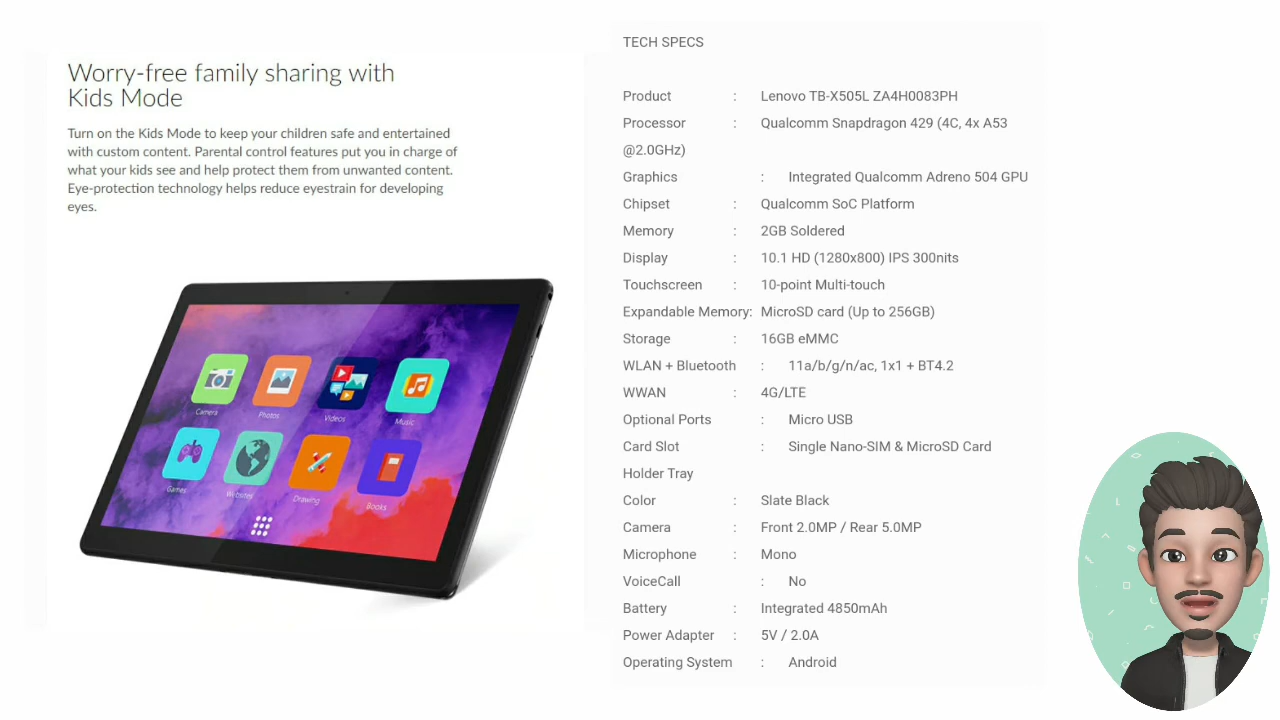 Worry-free family sharing with
Kids Mode
Turn on the Kids Mode to keep your children safe and entertained
with custom content. Parental control features put you in charge of
what your kids see and help protect them from unwanted content.
Eye-protection technology helps reduce eyestrain for developing
eyes.
Camera
Photos
Videos
Music
Games
Websites
Drawing
Books
TECH SPECS
Product : Lenovo TB-X505L ZA4H0083PH
Processor : Qualcomm Snapdragon 429 (4C, 4x A53
@2.0GHz)
Graphics : Integrated Qualcomm Adreno 504 GPU
Chipset : Qualcomm SoC Platform
Memory : 2GB Soldered
Display : 10.1 HD (1280x800) IPS 300nits
Touchscreen : 10-point Multi-touch
Expandable Memory: MicroSD card (Up to 256GB)
Storage : 16GB eMMC
WLAN + Bluetooth : 11a/b/g/n/ac, 1x1 + BT4.2
WWAN : 4G/LTE
Optional Ports : Micro USB
Card Slot : Single Nano-SIM & MicroSD Card
Holder Tray
Color : Slate Black
Camera : Front 2.0MP / Rear 5.0MP
Microphone : Mono
VoiceCall : No
Battery : Integrated 4850mAh
Power Adapter : 5V / 2.0A
Operating System : Android